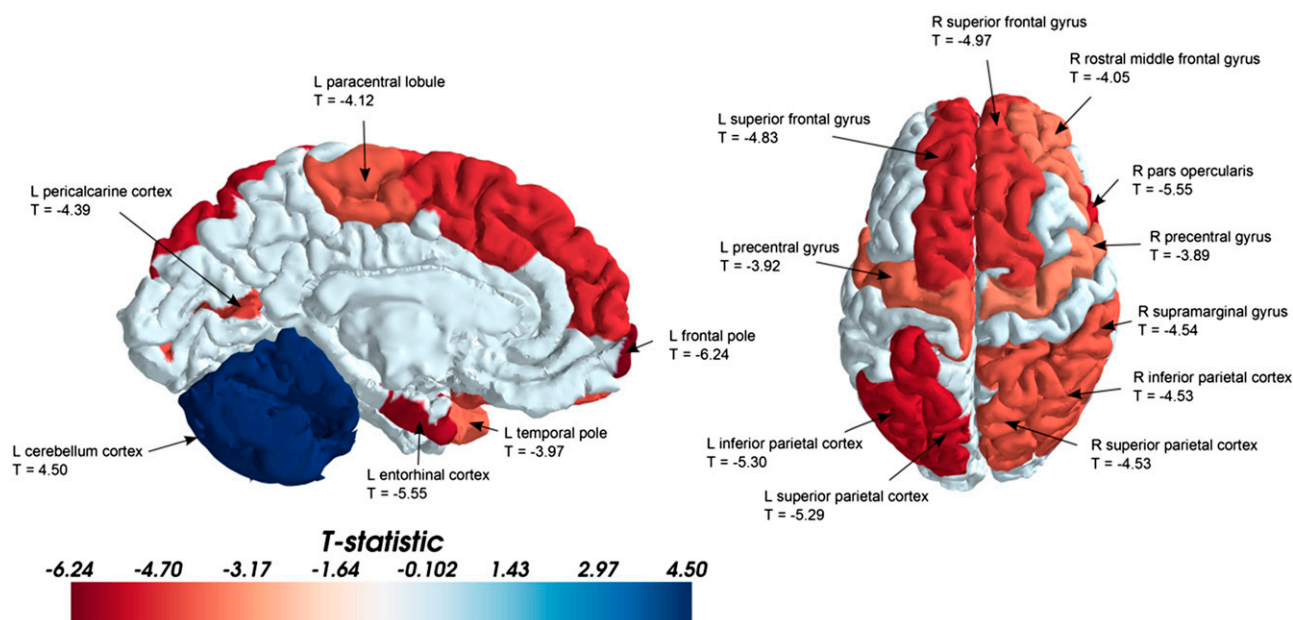 R superior frontal gyrus
T = -4.97
R rostral middle frontal gyrus
T = -4.05
L paracentral lobule
T = -4.12
L superior frontal gyrus
T = -4.83
R pars opercularis
T = -5.55
L pericalcarine cortex
T = -4.39
L precentral gyrus
T = -3.92
R precentral gyrus
T = -3.89
R supramarginal gyrus
T = -4.54
L frontal pole
T = -6.24
R inferior parietal cortex
T = -4.53
L temporal pole
T = -3.97
L cerebellum cortex
T = 4.50
L entorhinal cortex
T = -5.55
L inferior parietal cortex
T = -5.30
R superior parietal cortex
T = -4.53
L superior parietal cortex
T = -5.29
T-statistic
-6.24 -4.70 -3.17 -1.64 -0.102 1.43 2.97 4.50